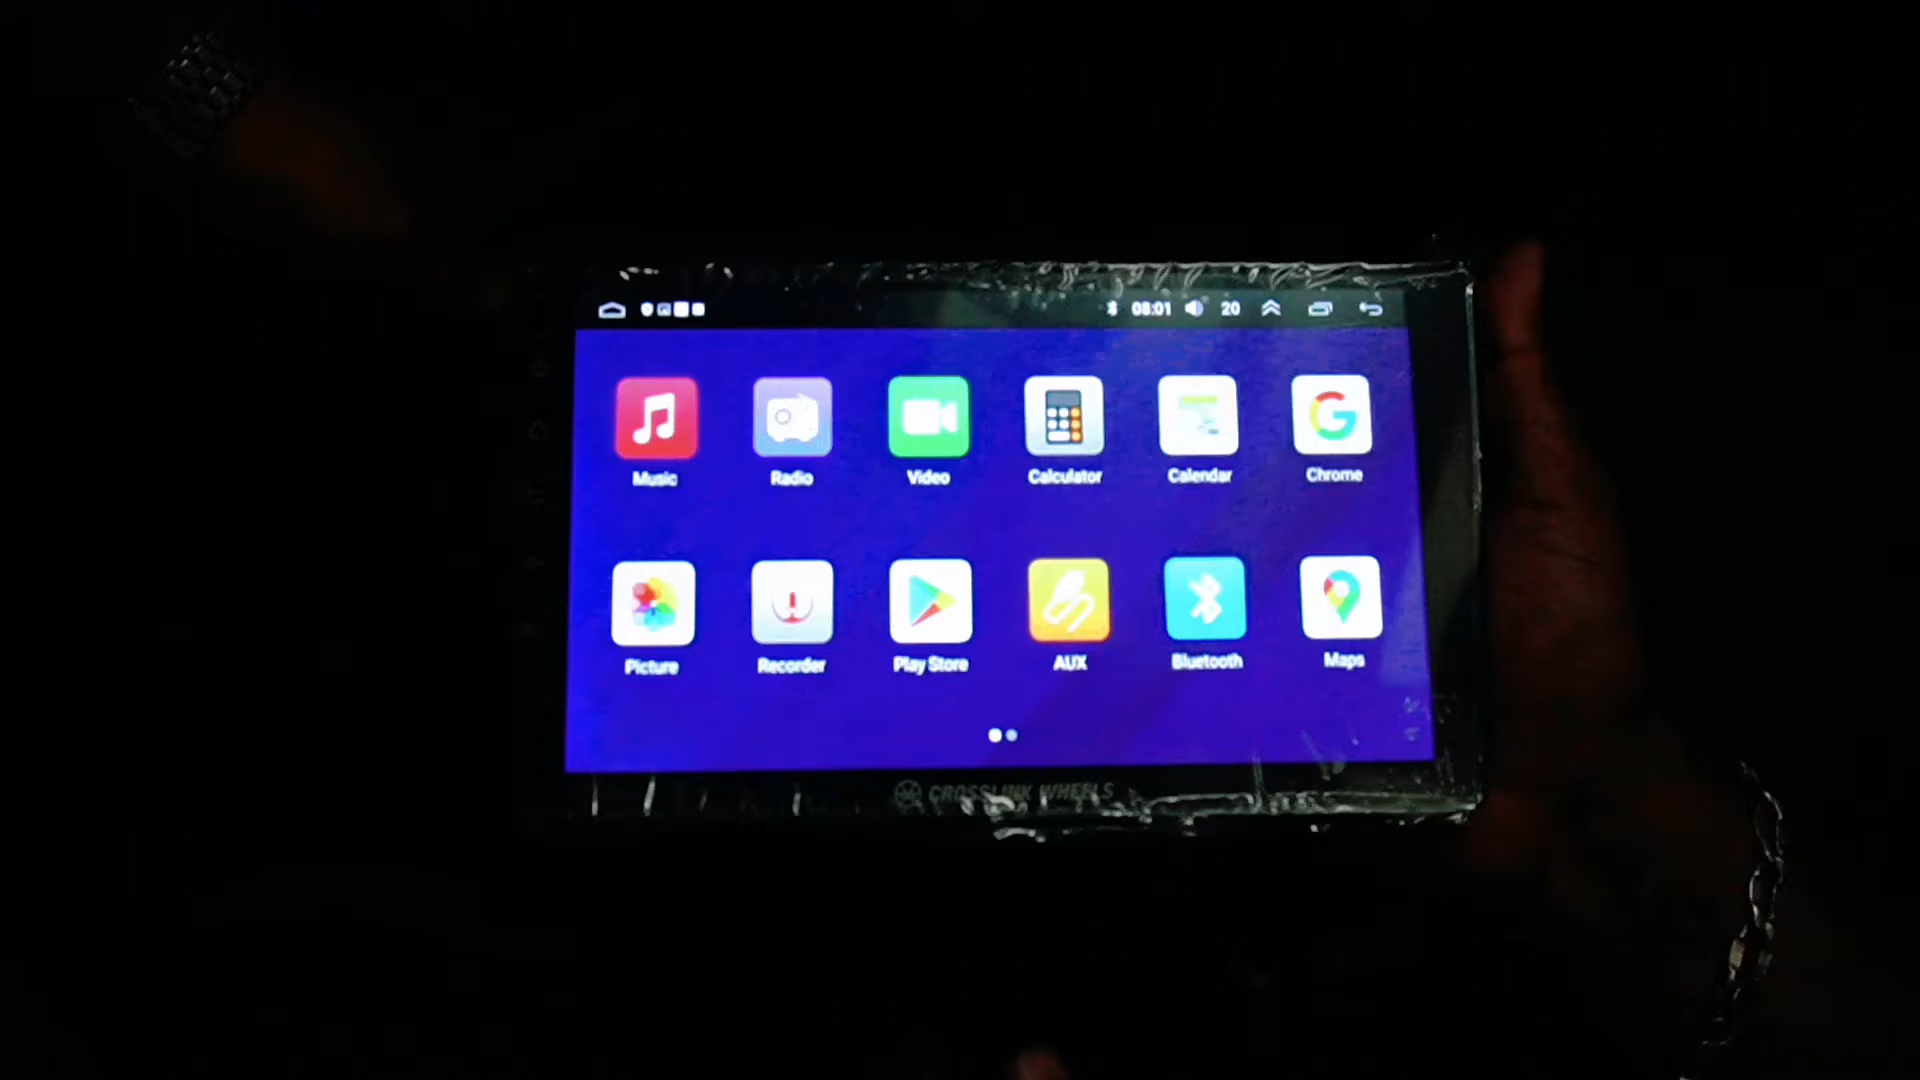 08:01 20
Music Radio Video Calculator Calendar Chrome
Picture Recorder Play Store AUX Bluetooth Maps
CROSSLINK WHEELS